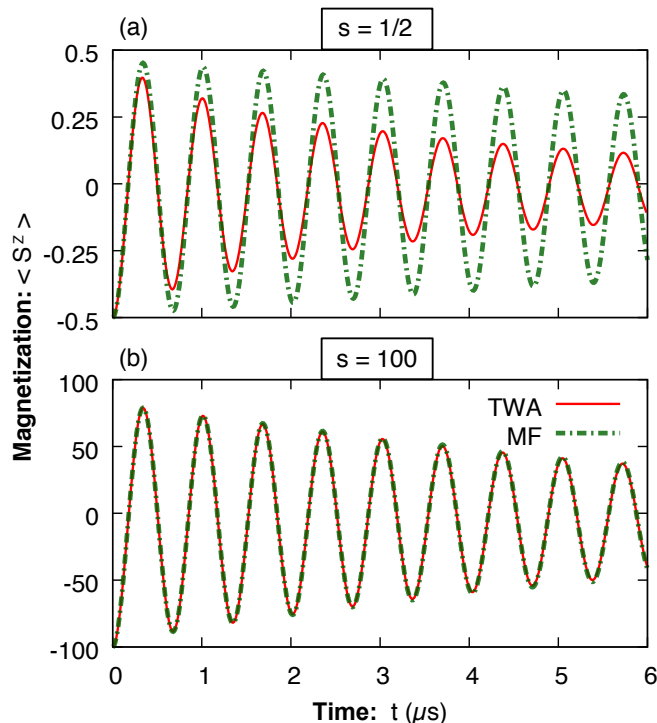 (a)
s = 1/2
0.5
0.25
0
-0.25
-0.5
(b)
s = 100
100
50
0
-50
-100
TWA
MF
0 1 2 3 4 5 6
Magnetization: < S^z >
Time: t (μs)